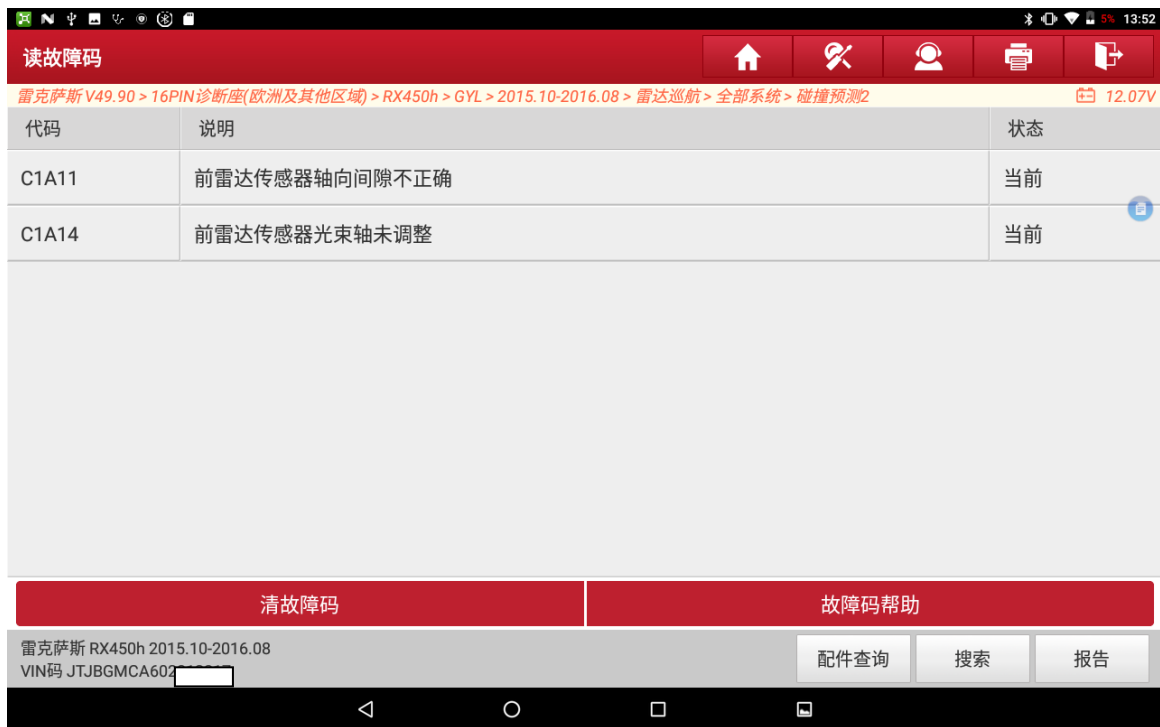 5% 13:52
读故障码
雷克萨斯 V49.90 > 16PIN诊断座(欧洲及其他区域) > RX450h > GYL > 2015.10-2016.08 > 雷达巡航 > 全部系统 > 碰撞预测2 12.07V
代码 说明 状态
C1A11 前雷达传感器轴向间隙不正确 当前
C1A14 前雷达传感器光束轴未调整 当前
清故障码 故障码帮助
雷克萨斯 RX450h 2015.10-2016.08
VIN码 JTJBGMCA602
配件查询 搜索 报告